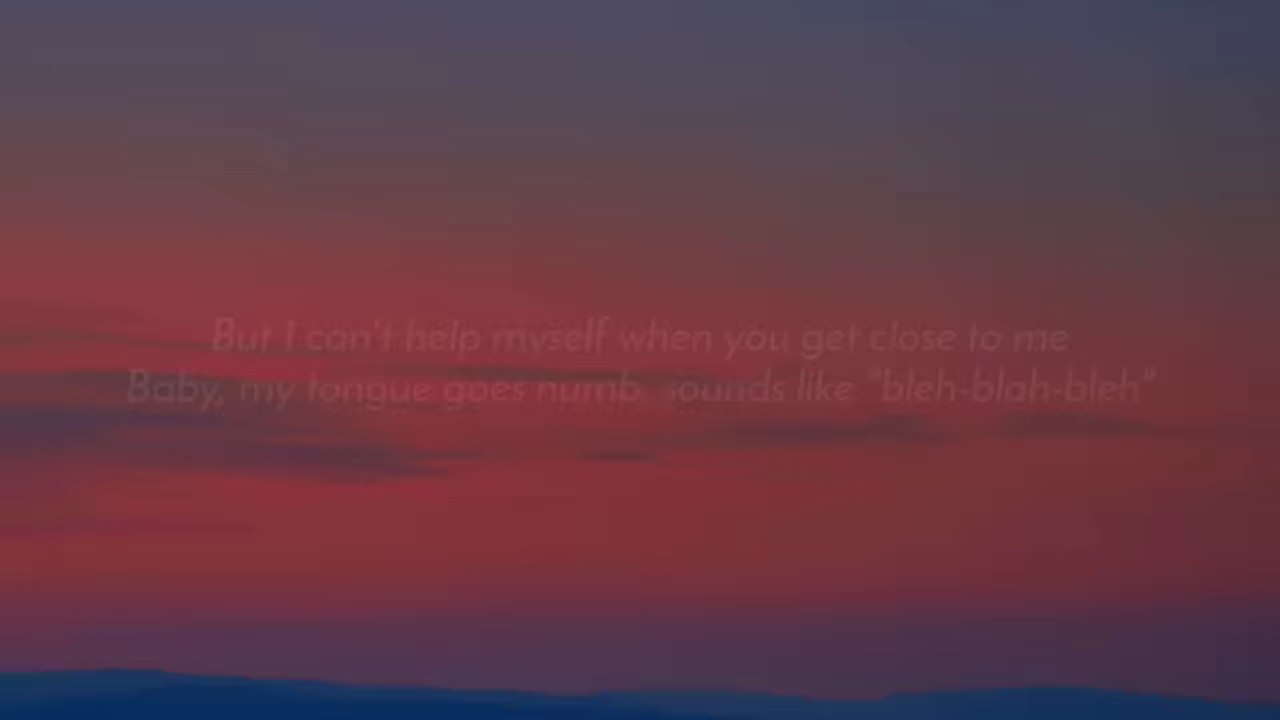 But I can't help myself when you get close to me
Baby, my tongue goes numb, sounds like "bleh-blah-bleh"